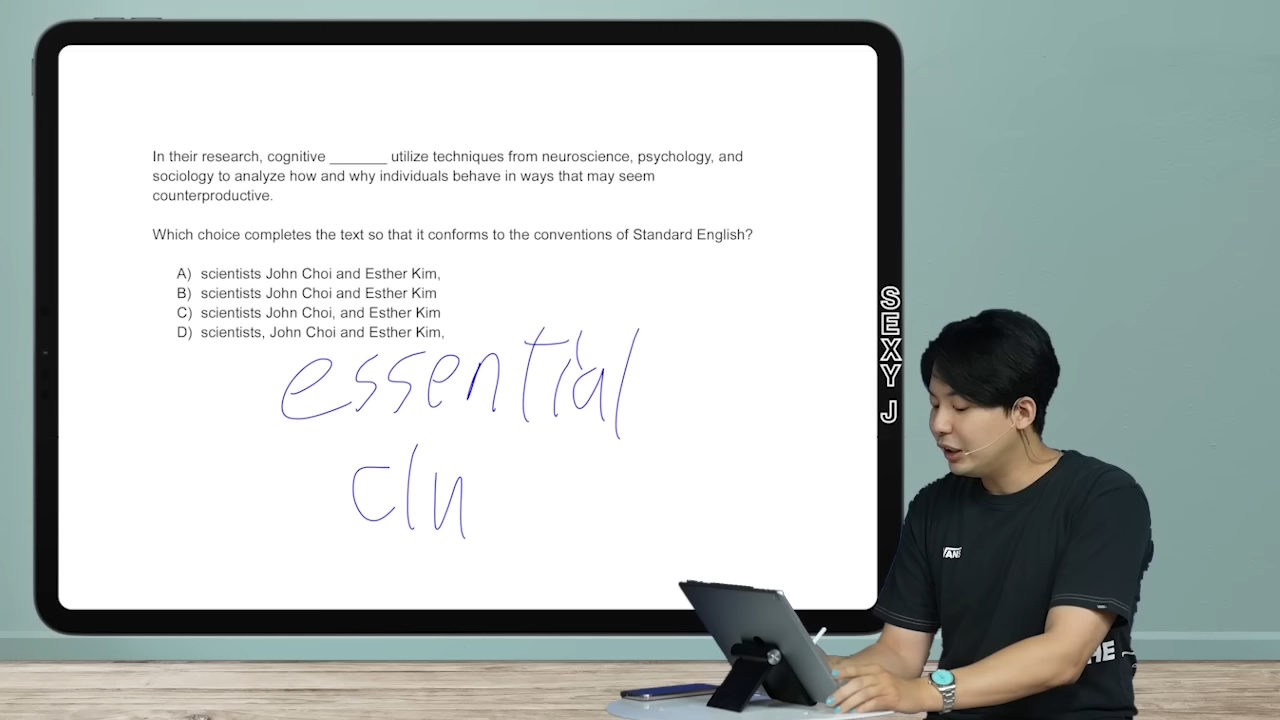 In their research, cognitive _______ utilize techniques from neuroscience, psychology, and
sociology to analyze how and why individuals behave in ways that may seem
counterproductive.
Which choice completes the text so that it conforms to the conventions of Standard English?
A) scientists John Choi and Esther Kim,
B) scientists John Choi and Esther Kim
C) scientists John Choi, and Esther Kim
D) scientists, John Choi and Esther Kim,
essential
clu
SEXY J
VANS